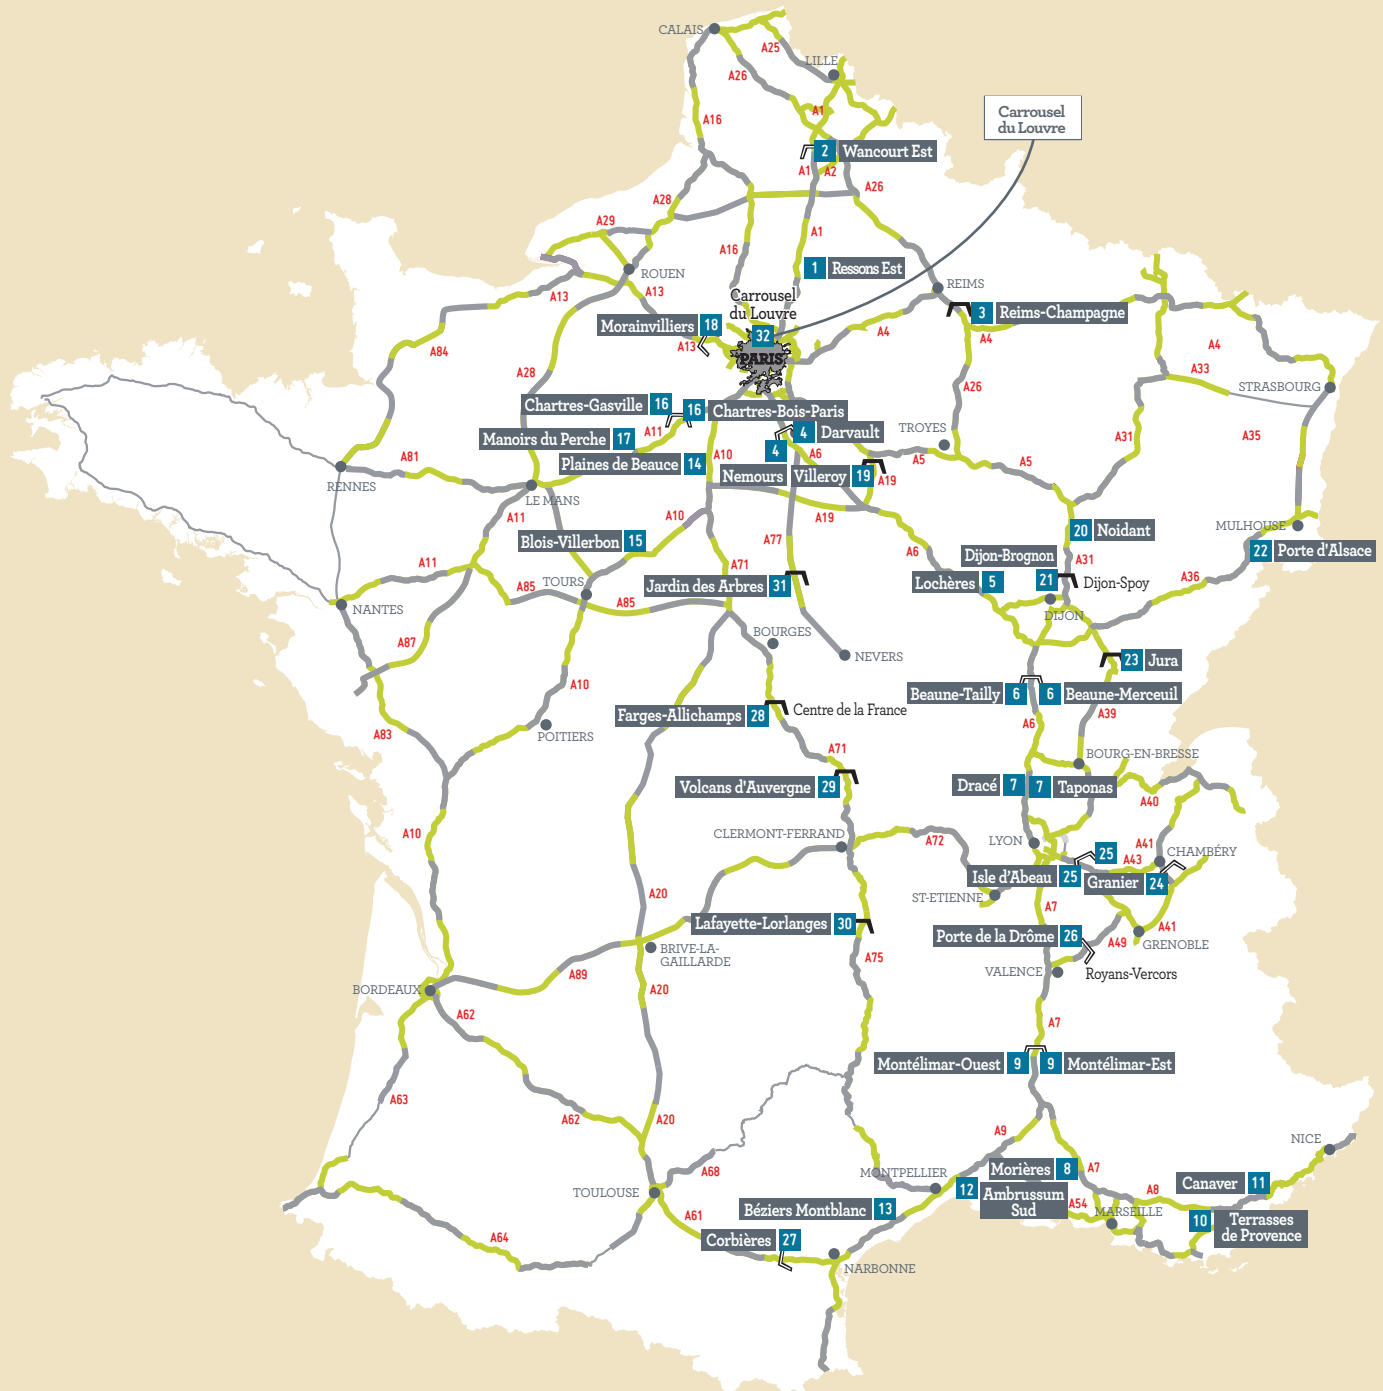 CALAIS
A25
LILLE
A26
A1
A16
Carrousel
du Louvre
2 Wancourt Est
A1
A2
A26
A28
A29
A16
A1
1 Ressons Est
ROUEN
REIMS
A13
A13
Carrousel
du Louvre
3 Reims-Champagne
Morainvilliers 18
32
A4
A4
A4
A13
PARIS
A84
A33
A28
A26
STRASBOURG
Chartres-Gasville 16
16 Chartres-Bois-Paris
TROYES
4 Darvault
A11
A31
A35
Manoirs du Perche 17
4
A6
A10
A81
A5
A5
Plaines de Beauce 14
Nemours
Villeroy 19
A19
RENNES
LE MANS
A11
A10
A19
MULHOUSE
20 Noidant
Blois-Villerbon 15
A77
A6
22 Porte d'Alsace
Dijon-Brognon
A31
A11
A71
TOURS
Lochères 5
21
Dijon-Spoy
A36
A85
Jardin des Arbres 31
A85
NANTES
DIJON
BOURGES
A87
NEVERS
23 Jura
A10
Beaune-Tailly 6
6 Beaune-Merceuil
Farges-Allichamps 28
Centre de la France
A39
A6
A83
POITIERS
A71
BOURG-EN-BRESSE
Volcans d'Auvergne 29
Dracé 7
7 Taponas
A40
A10
CLERMONT-FERRAND
A72
LYON
A41
25
CHAMBÉRY
A43
Isle d'Abeau 25
Granier 24
A20
ST-ETIENNE
A7
Lafayette-Lorlanges 30
A41
Porte de la Drôme 26
A49
GRENOBLE
BRIVE-LA-
GAILLARDE
A75
A89
VALENCE
Royans-Vercors
BORDEAUX
A20
A62
A7
Montélimar-Ouest 9
9 Montélimar-Est
A63
A62
A20
A9
NICE
A68
MONTPELLIER
Morières 8
A7
Canaver 11
TOULOUSE
12 Ambrussum
Sud
A8
A54
MARSEILLE
Béziers Montblanc 13
A61
10 Terrasses
de Provence
A64
Corbières 27
NARBONNE